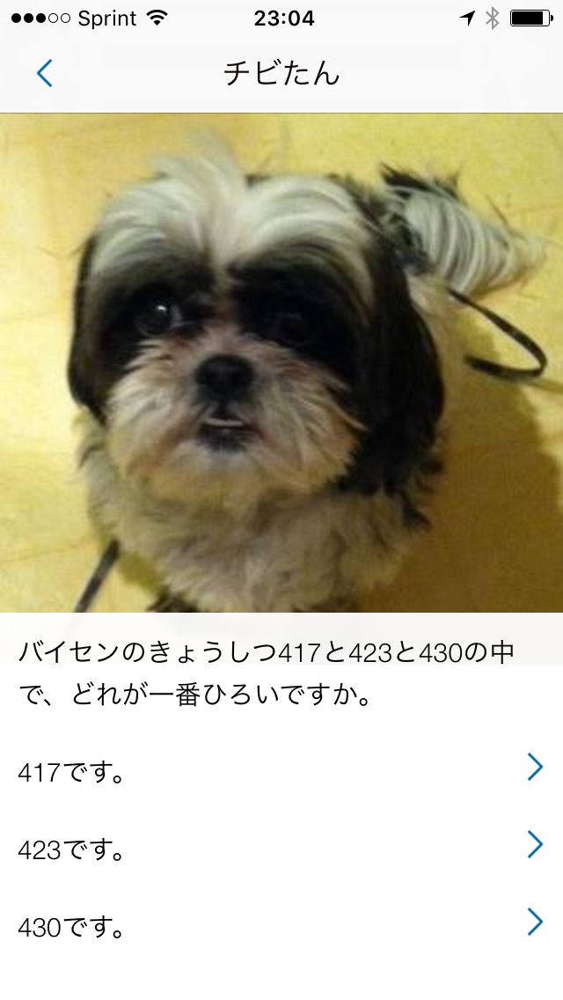 Sprint 23:04
チビたん
バイセンのきょうしつ417と423と430の中
で、どれが一番ひろいですか。
417です。
423です。
430です。